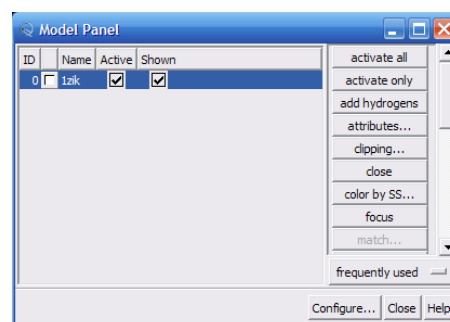 Model Panel
ID Name Active Shown
0 1zik
activate all
activate only
add hydrogens
attributes...
clipping...
close
color by SS...
focus
match...
frequently used
Configure... Close Help